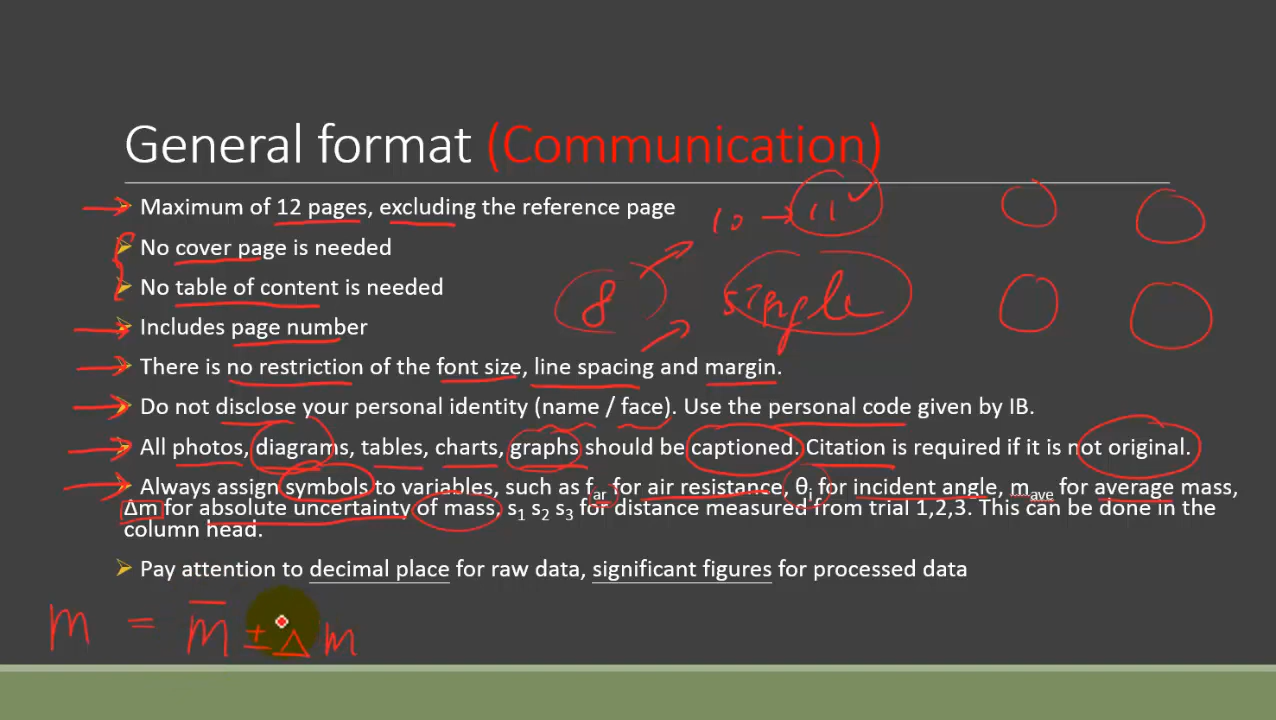 General format (Communication)
Maximum of 12 pages, excluding the reference page
10 → 11
No cover page is needed
No table of content is needed
8
single
Includes page number
There is no restriction of the font size, line spacing and margin.
Do not disclose your personal identity (name / face). Use the personal code given by IB.
All photos, diagrams, tables, charts, graphs should be captioned. Citation is required if it is not original.
Always assign symbols to variables, such as f_ar for air resistance, θ_i for incident angle, m_ave for average mass,
Δm for absolute uncertainty of mass, s₁ s₂ s₃ for distance measured from trial 1,2,3. This can be done in the
column head.
Pay attention to decimal place for raw data, significant figures for processed data
m = m̅ ± Δm